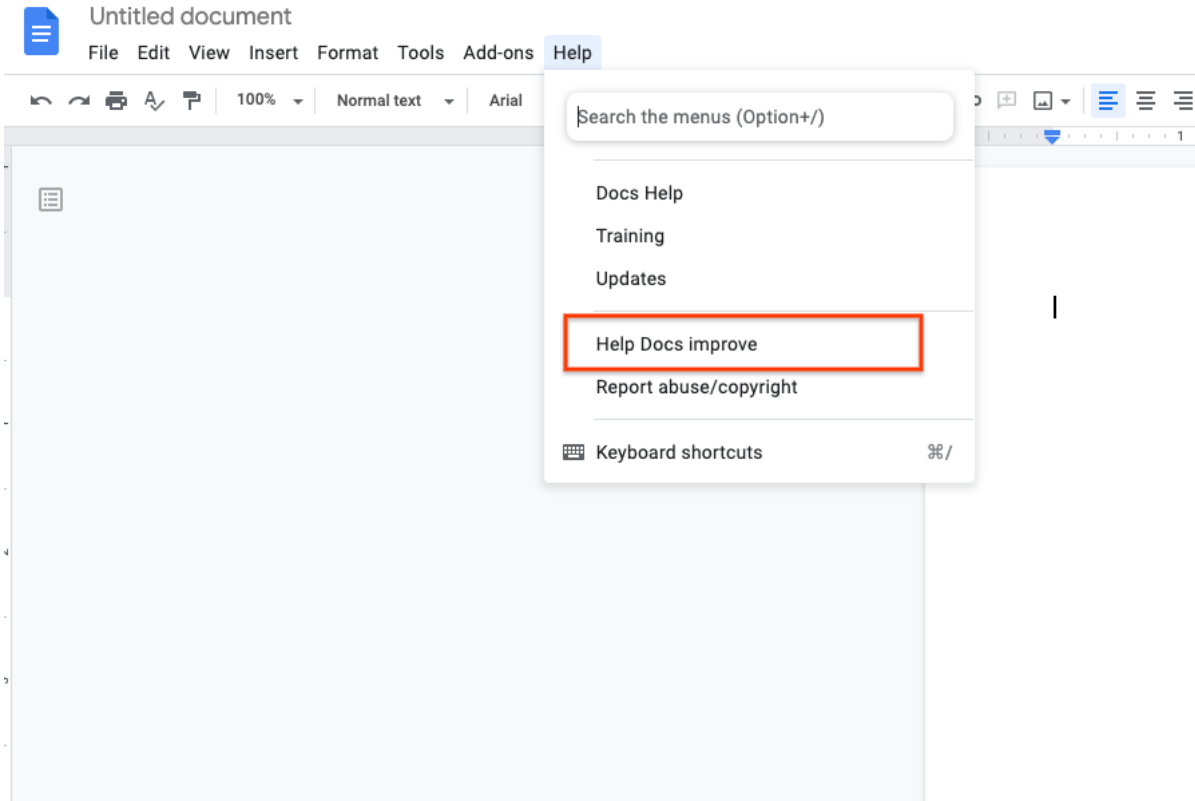 Untitled document
File Edit View Insert Format Tools Add-ons Help
100% Normal text Arial
Search the menus (Option+/)
1
Docs Help
Training
Updates
Help Docs improve
Report abuse/copyright
Keyboard shortcuts ⌘/